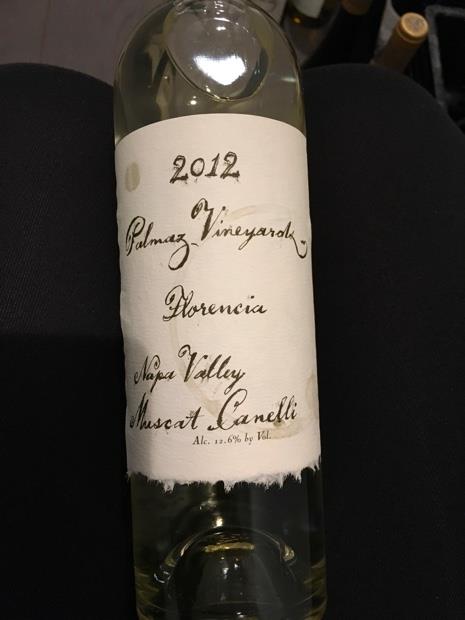 2012
Palmaz Vineyards
Florencia
Napa Valley
Muscat Canelli
Alc. 12.6% by Vol.